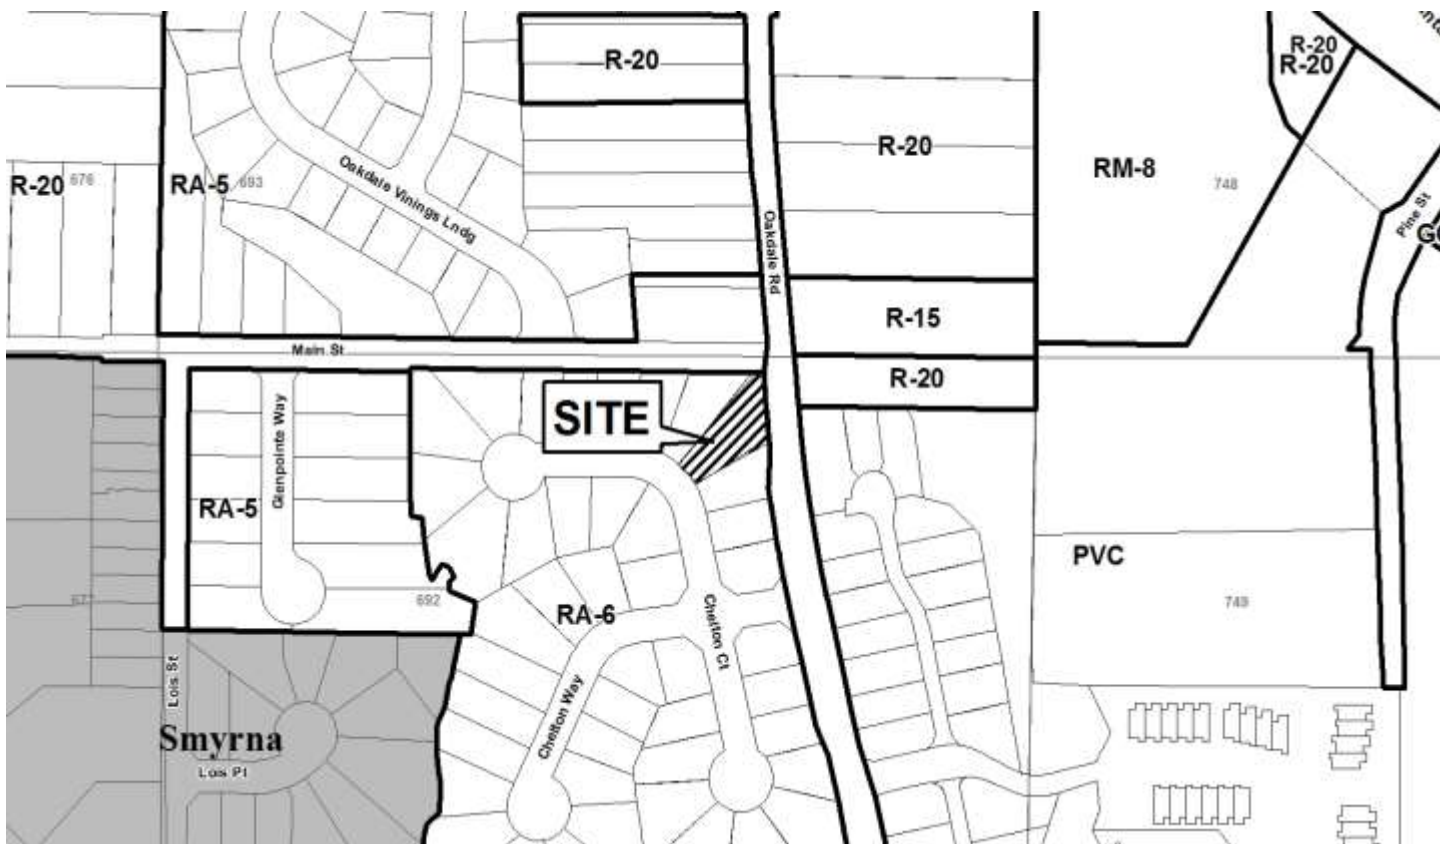 R-20
R-20
R-20
R-20
RM-8
748
R-20
676
RA-5
693
Oakdale Vinings Lndg
Oakdale Rd
Pine St
R-15
Main St
R-20
SITE
Glenpointe Way
RA-5
PVC
692
RA-6
749
Chelton Ct
Lois St
Chelton Way
Smyrna
Lois Pt